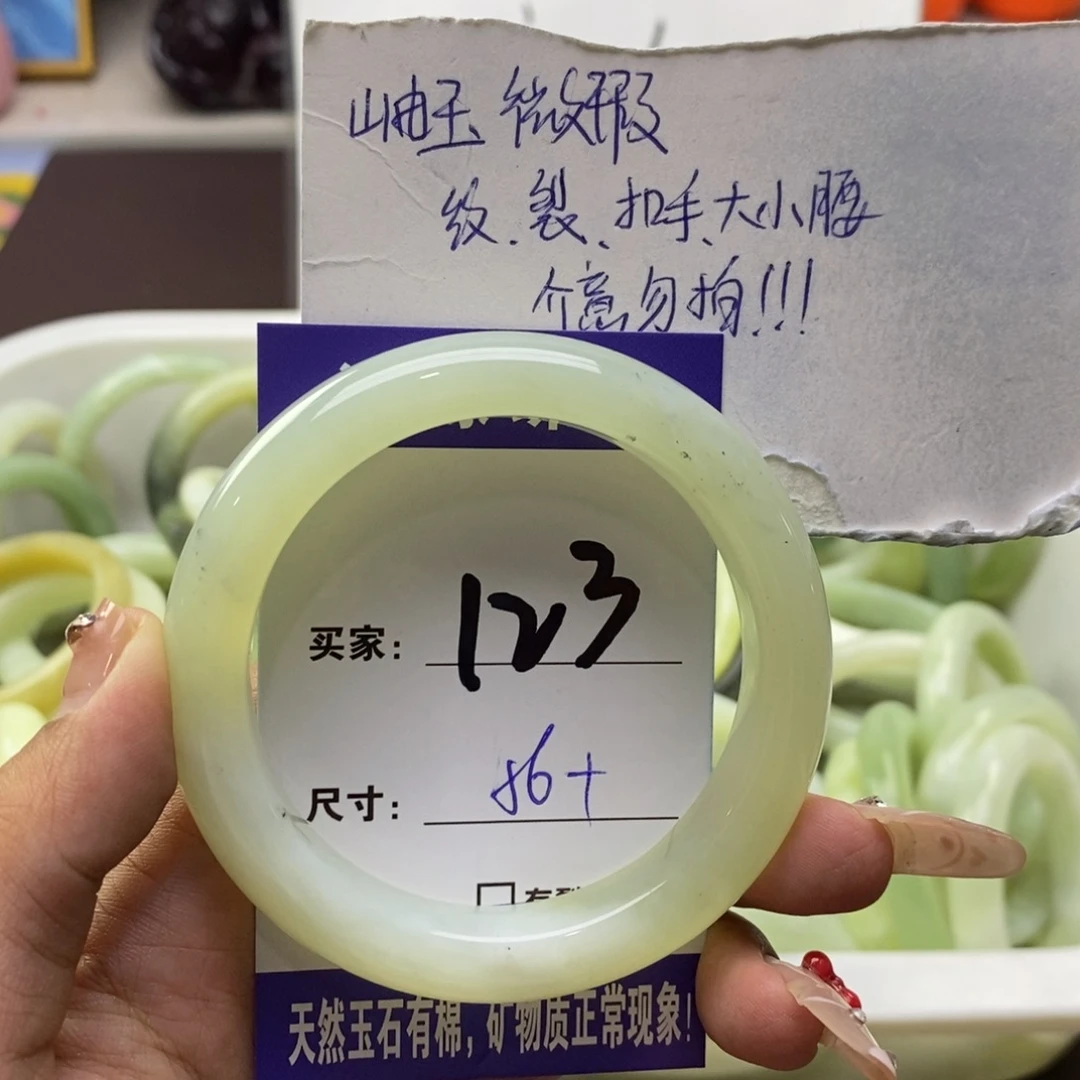 岫玉 微瑕
纹、裂、扣手、大小腰
介意勿拍!!!
买家: 123
尺寸: 56+
天然玉石有棉,矿物质正常现象!